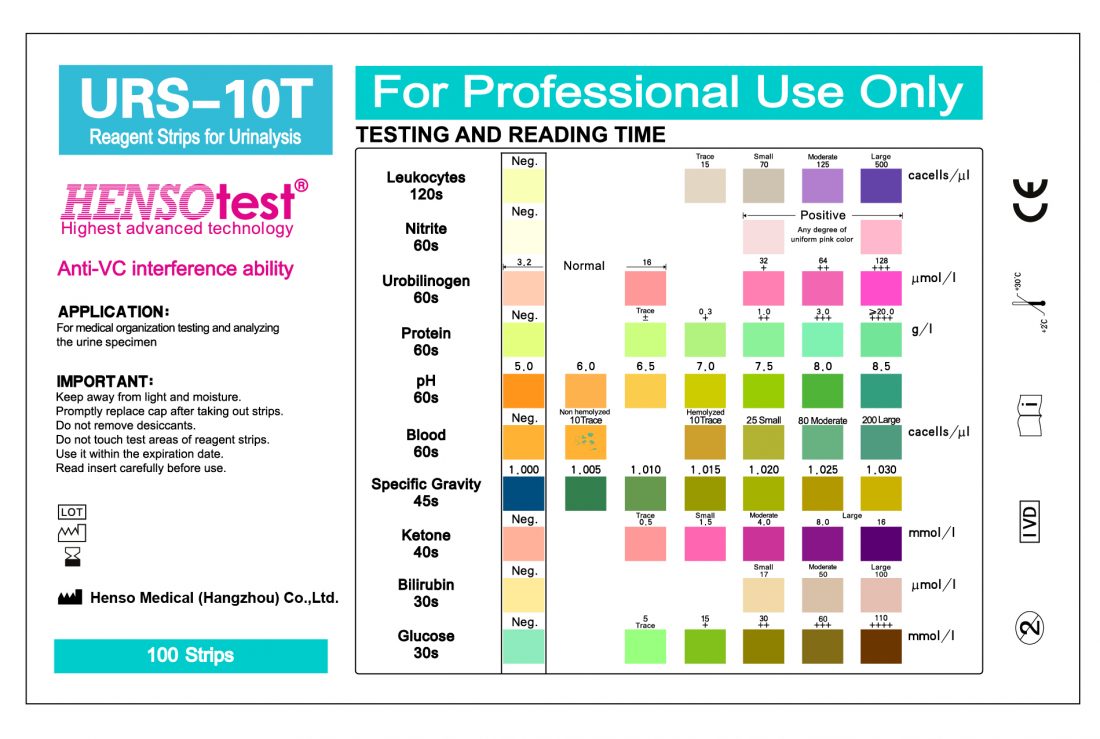 URS-10T
Reagent Strips for Urinalysis
HENSOtest®
Highest advanced technology
Anti-VC interference ability
APPLICATION:
For medical organization testing and analyzing
the urine specimen
IMPORTANT:
Keep away from light and moisture.
Promptly replace cap after taking out strips.
Do not remove desiccants.
Do not touch test areas of reagent strips.
Use it within the expiration date.
Read insert carefully before use.
LOT
Henso Medical (Hangzhou) Co.,Ltd.
100 Strips
For Professional Use Only
TESTING AND READING TIME
Neg. Trace Small Moderate Large
15 70 125 500
Leukocytes cacells/μl
120s
Neg. Positive
Nitrite Any degree of
60s uniform pink color
3.2 Normal 16 32 64 128
+ ++ +++
Urobilinogen μmol/l
60s
Neg. Trace 0.3 1.0 3.0 ≥20.0
± + ++ +++ ++++
Protein g/l
60s
5.0 6.0 6.5 7.0 7.5 8.0 8.5
pH
60s
Neg. Non hemolyzed Hemolyzed
10Trace 10Trace 25 Small 80 Moderate 200 Large
Blood cacells/μl
60s
1.000 1.005 1.010 1.015 1.020 1.025 1.030
Specific Gravity
45s
Neg. Trace Small Moderate Large
0.5 1.5 4.0 8.0 16
Ketone mmol/l
40s
Neg. Small Moderate Large
17 50 100
Bilirubin μmol/l
30s
Neg. 5 15 30 60 110
Trace + ++ +++ ++++
Glucose mmol/l
30s
CE
+30°C
+2°C
i
IVD
2